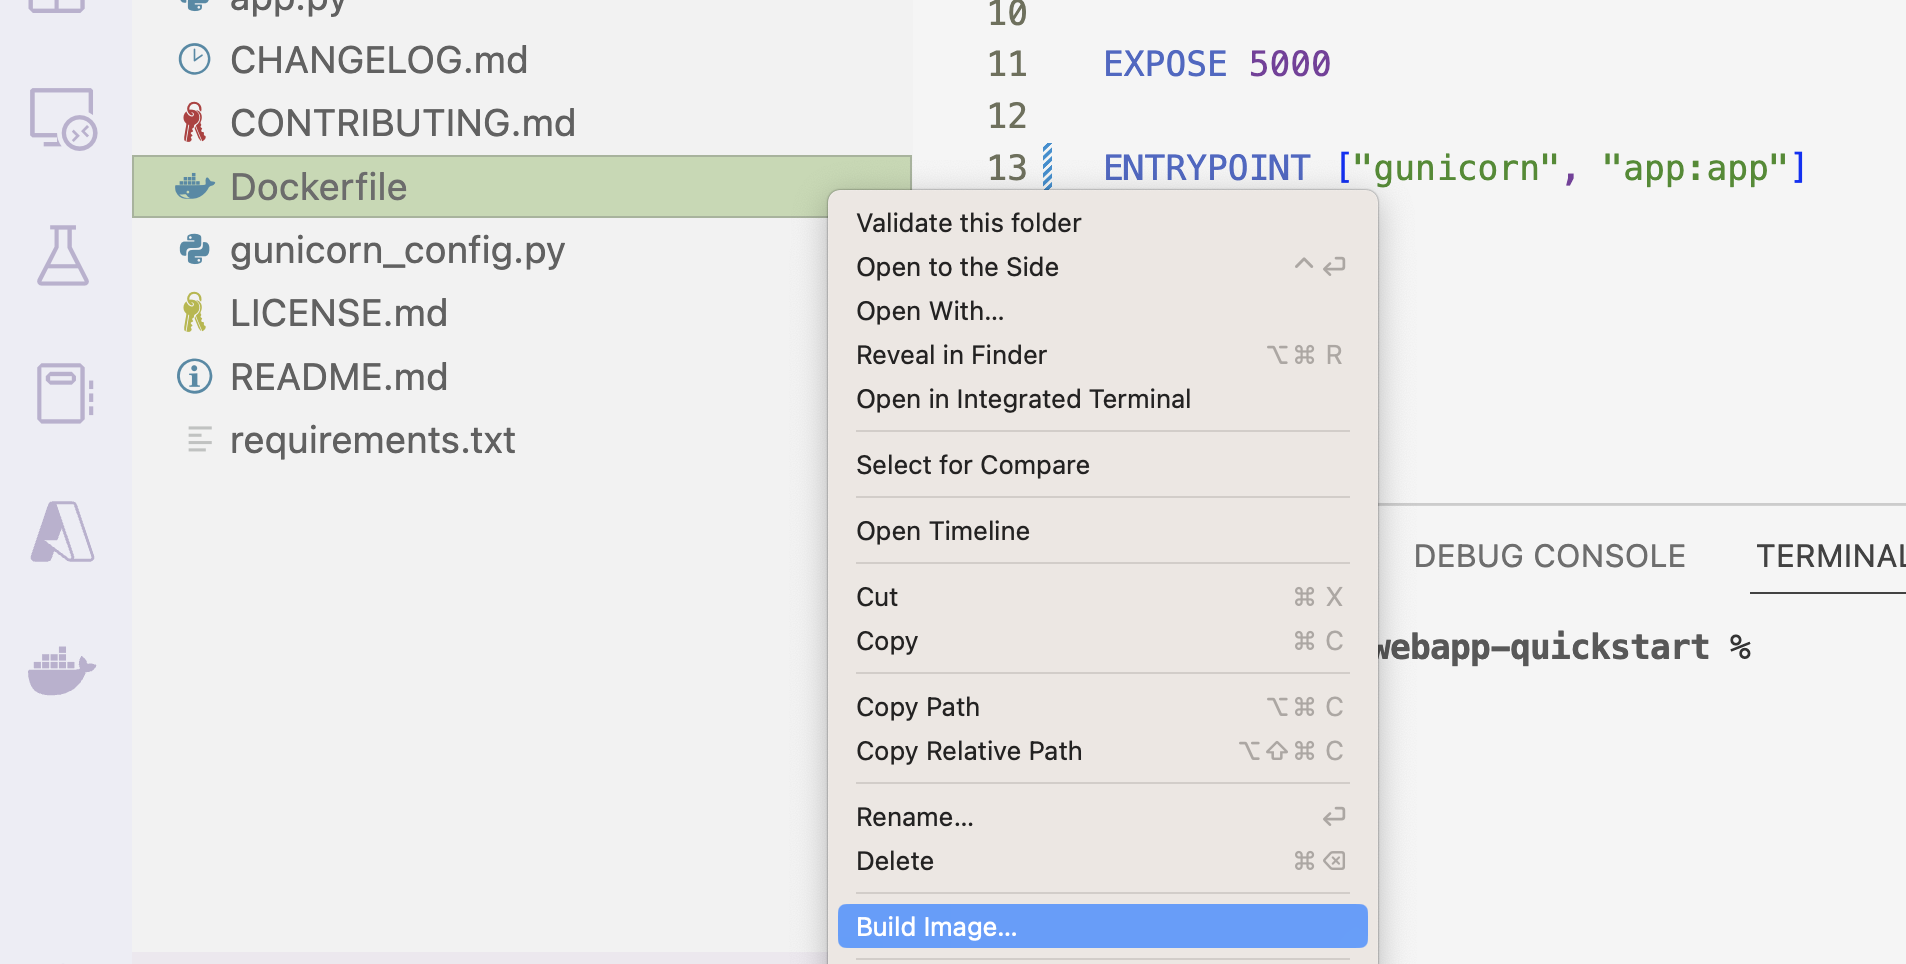 app.py
CHANGELOG.md
CONTRIBUTING.md
Dockerfile
gunicorn_config.py
LICENSE.md
README.md
requirements.txt
10
11 EXPOSE 5000
12
13 ENTRYPOINT ["gunicorn", "app:app"]
Validate this folder
Open to the Side ^ ↩
Open With...
Reveal in Finder ⌥⌘ R
Open in Integrated Terminal
Select for Compare
Open Timeline
Cut ⌘ X
Copy ⌘ C
Copy Path ⌥⌘ C
Copy Relative Path ⌥⇧⌘ C
Rename... ↩
Delete ⌘ ⌫
Build Image...
DEBUG CONSOLE TERMINAL
webapp-quickstart %